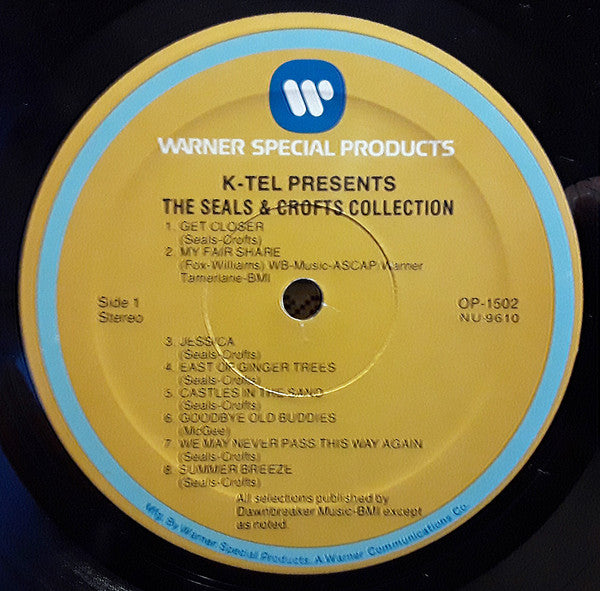 WARNER SPECIAL PRODUCTS
K-TEL PRESENTS
THE SEALS & CROFTS COLLECTION
1. GET CLOSER
(Seals-Crofts)
2. MY FAIR SHARE
(Fox-Williams) WB-Music-ASCAP/Warner
Tamerlane-BMI
Side 1
Stereo
OP-1502
NU-9610
3. JESSICA
(Seals-Crofts)
4. EAST OF GINGER TREES
(Seals-Crofts)
5. CASTLES IN THE SAND
(Seals-Crofts)
6. GOODBYE OLD BUDDIES
(McGee)
7. WE MAY NEVER PASS THIS WAY AGAIN
(Seals-Crofts)
8. SUMMER BREEZE
(Seals-Crofts)
All selections published by
Dawnbreaker Music-BMI except
as noted.
Mfg. By Warner Special Products. A Warner Communications Co.